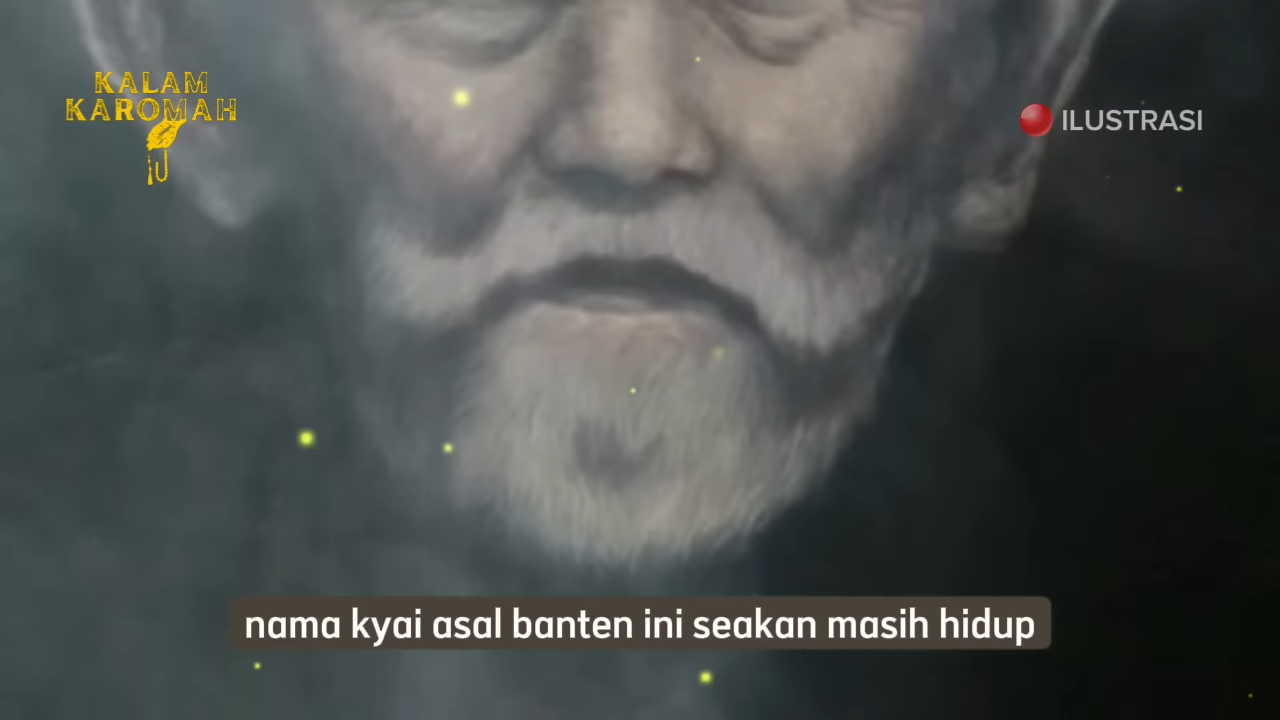 KALAM
KAROMAH
ILUSTRASI
nama kyai asal banten ini seakan masih hidup